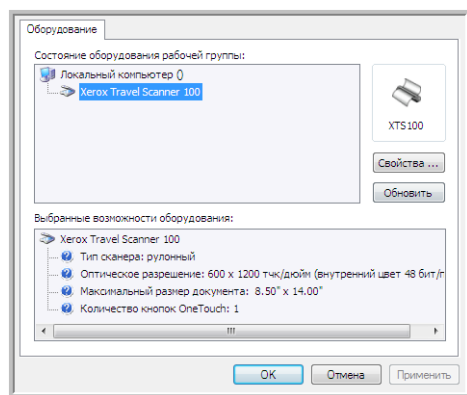 Оборудование
Состояние оборудования рабочей группы:
Локальный компьютер ()
Xerox Travel Scanner 100
XTS100
Свойства ...
Обновить
Выбранные возможности оборудования:
Xerox Travel Scanner 100
Тип сканера: рулонный
Оптическое разрешение: 600 x 1200 тчк/дюйм (внутренний цвет 48 бит/
Максимальный размер документа: 8.50" x 14.00"
Количество кнопок OneTouch: 1
OK
Отмена
Применить